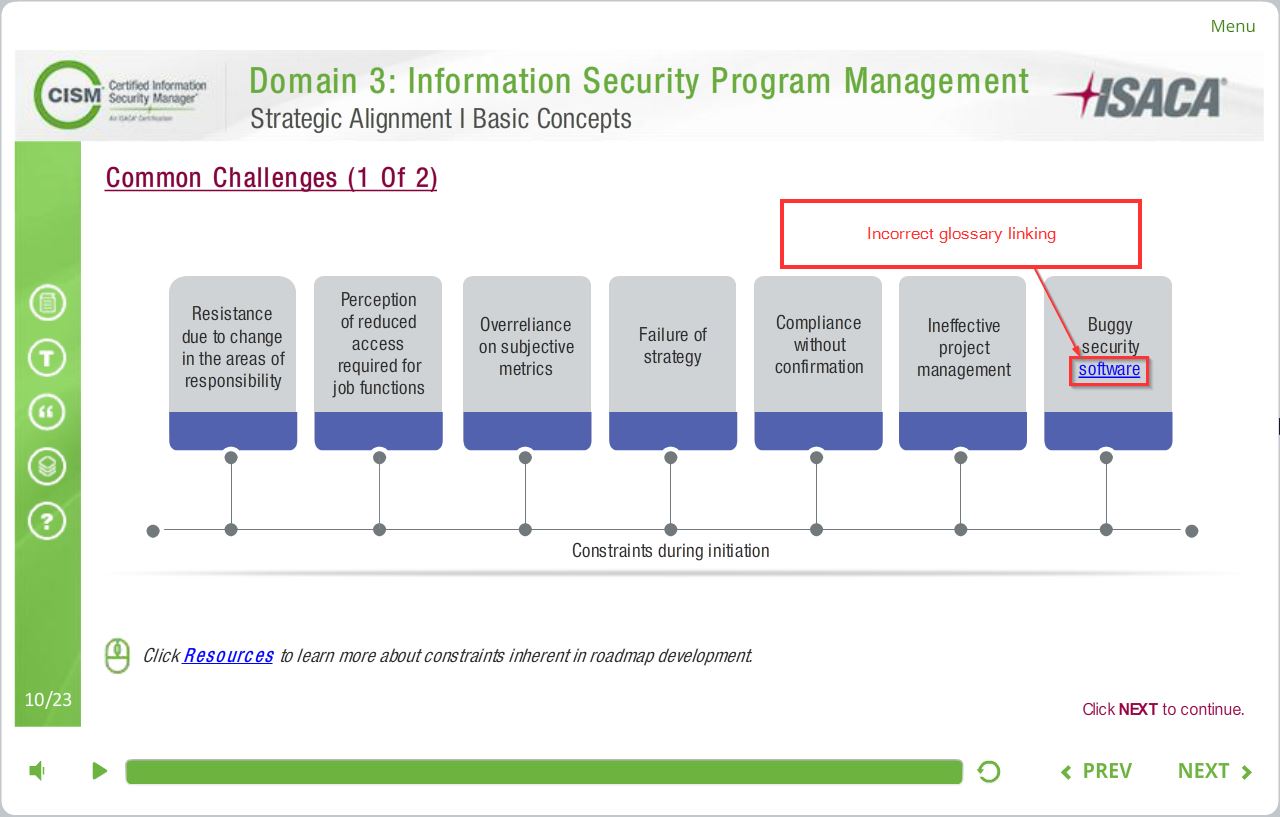 Menu
CISM
Certified Information
Security Manager®
An ISACA® Certification
Domain 3: Information Security Program Management
Strategic Alignment I Basic Concepts
ISACA®
Common Challenges (1 Of 2)
Incorrect glossary linking
Resistance
due to change
in the areas of
responsibility
Perception
of reduced
access
required for
job functions
Overreliance
on subjective
metrics
Failure of
strategy
Compliance
without
confirmation
Ineffective
project
management
Buggy
security
software
Constraints during initiation
Click Resources to learn more about constraints inherent in roadmap development.
10/23
Click NEXT to continue.
PREV
NEXT